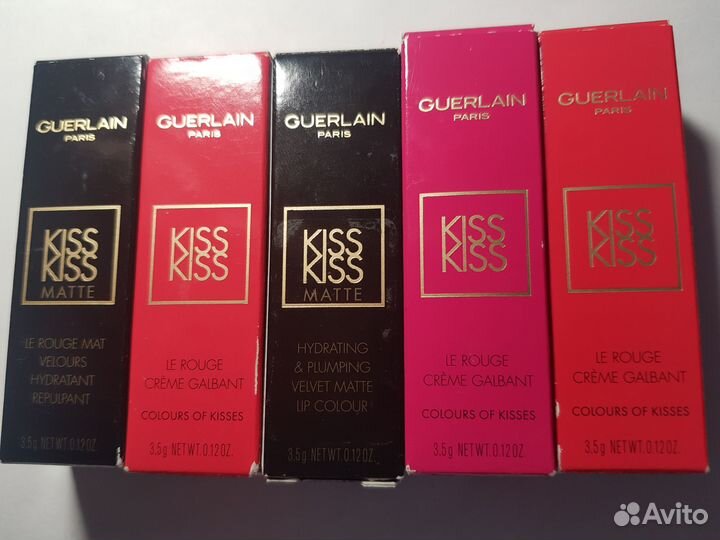 GUERLAIN
PARIS
KISS
KISS
MATTE
LE ROUGE MAT
VELOURS
HYDRATANT
REPULPANT
3,5g NET WT. 0.12 OZ.
GUERLAIN
PARIS
KISS
KISS
LE ROUGE
CRÈME GALBANT
COLOURS OF KISSES
3,5g NET WT. 0.12 OZ.
GUERLAIN
PARIS
KISS
KISS
MATTE
HYDRATING
& PLUMPING
VELVET MATTE
LIP COLOUR
3,5g NET WT. 0.12 OZ.
GUERLAIN
PARIS
KISS
KISS
LE ROUGE
CRÈME GALBANT
COLOURS OF KISSES
3,5g NET WT. 0.12 OZ.
GUERLAIN
PARIS
KISS
KISS
LE ROUGE
CRÈME GALBANT
COLOURS OF KISSES
3,5g NET WT. 0.12 OZ.
Avito